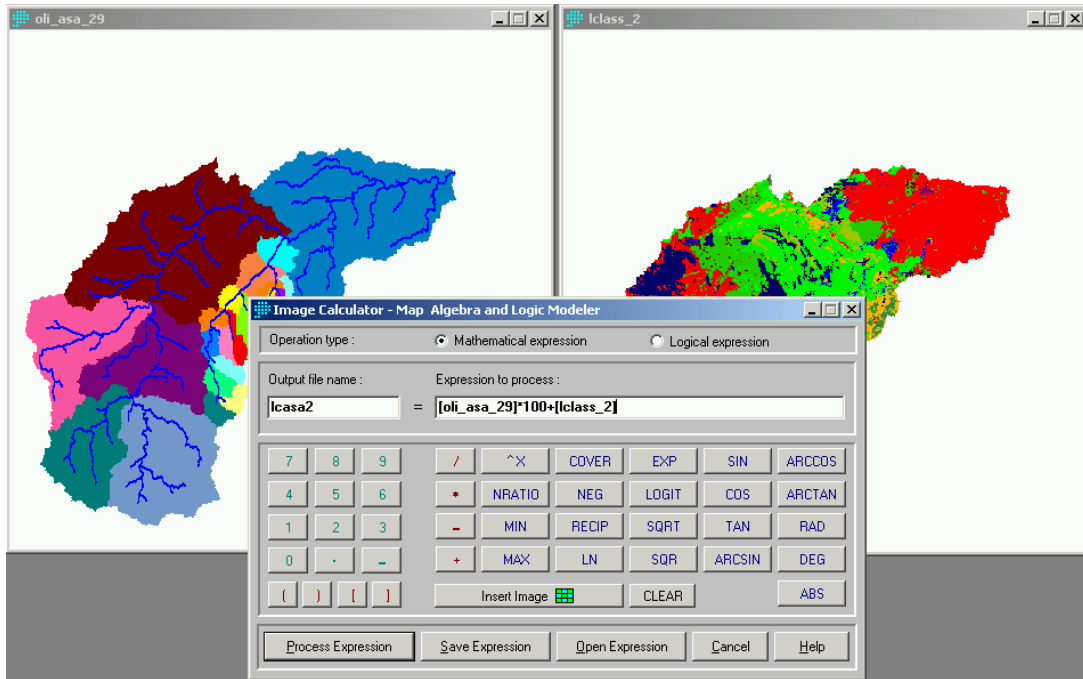 oli_asa_29
lclass_2
Image Calculator - Map Algebra and Logic Modeler
Operation type :
Mathematical expression
Logical expression
Output file name :
Expression to process :
lcasa2 = [oli_asa_29]*100+[lclass_2]
7 8 9 / ^X COVER EXP SIN ARCCOS
4 5 6 * NRATIO NEG LOGIT COS ARCTAN
1 2 3 - MIN RECIP SQRT TAN RAD
0 . - + MAX LN SQR ARCSIN DEG
( ) [ ] Insert Image CLEAR ABS
Process Expression Save Expression Open Expression Cancel Help